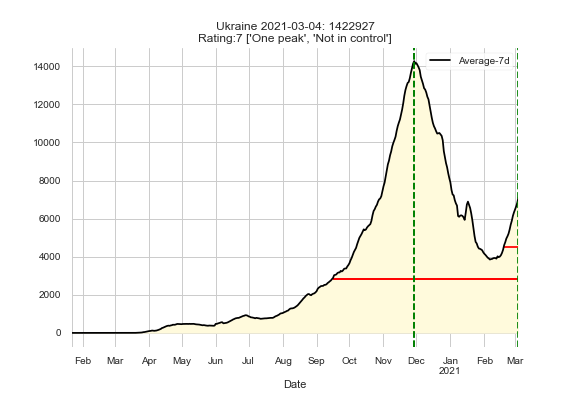 Ukraine 2021-03-04: 1422927
Rating:7 ['One peak', 'Not in control']
Average-7d
14000
12000
10000
8000
6000
4000
2000
0
Feb Mar Apr May Jun Jul Aug Sep Oct Nov Dec Jan Feb Mar
2021
Date